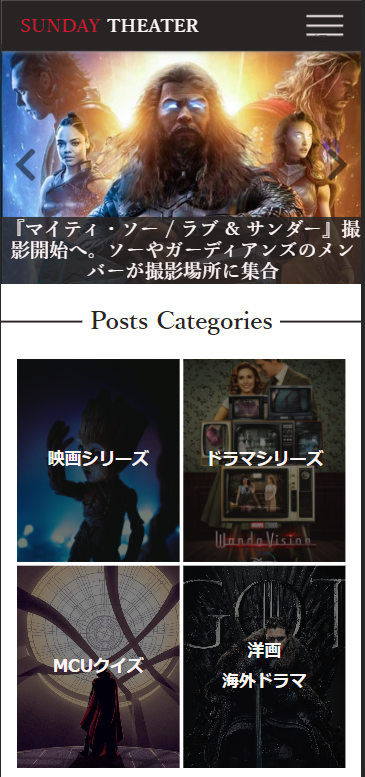 SUNDAY THEATER
『マイティ・ソー / ラブ & サンダー』撮
影開始へ。ソーやガーディアンズのメン
バーが撮影場所に集合
Posts Categories
映画シリーズ
ドラマシリーズ
MARVEL
WandaVision
MCUクイズ
GOT
洋画
海外ドラマ